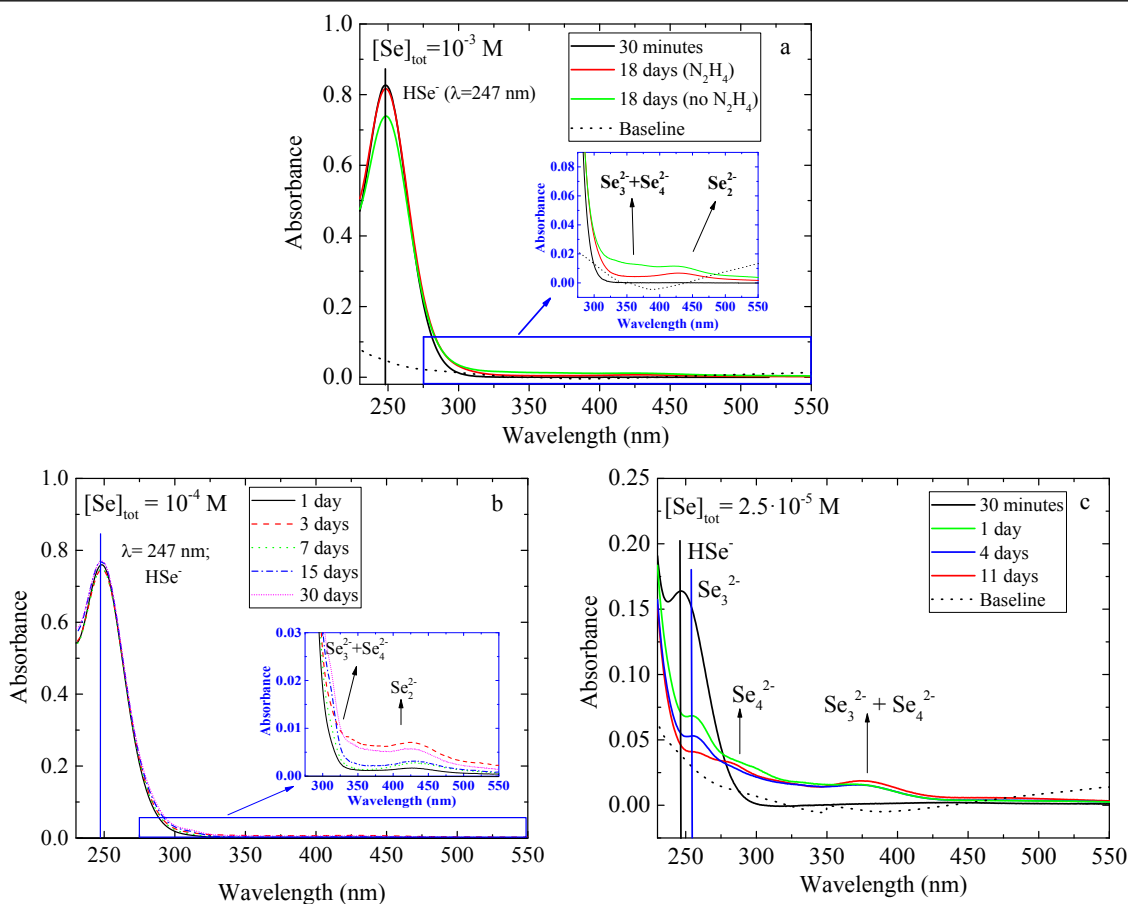 [Se]tot=10⁻³ M
a
HSe⁻ (λ=247 nm)
30 minutes
18 days (N₂H₄)
18 days (no N₂H₄)
Baseline
Se₃²⁻+Se₄²⁻
Se₂²⁻
0.08
0.06
0.04
0.02
0.00
Absorbance
300 350 400 450 500 550
Wavelength (nm)
1.0
0.8
0.6
0.4
0.2
0.0
Absorbance
250 300 350 400 450 500 550
Wavelength (nm)
[Se]tot = 10⁻⁴ M
b
λ= 247 nm;
HSe⁻
1 day
3 days
7 days
15 days
30 days
Se₃²⁻+Se₄²⁻
Se₂²⁻
0.03
0.02
0.01
0.00
Absorbance
300 350 400 450 500 550
Wavelength (nm)
1.0
0.8
0.6
0.4
0.2
0.0
Absorbance
250 300 350 400 450 500 550
Wavelength (nm)
[Se]tot= 2.5·10⁻⁵ M
c
30 minutes
1 day
4 days
11 days
Baseline
HSe⁻
Se₃²⁻
Se₄²⁻
Se₃²⁻ + Se₄²⁻
0.25
0.20
0.15
0.10
0.05
0.00
Absorbance
250 300 350 400 450 500 550
Wavelength (nm)